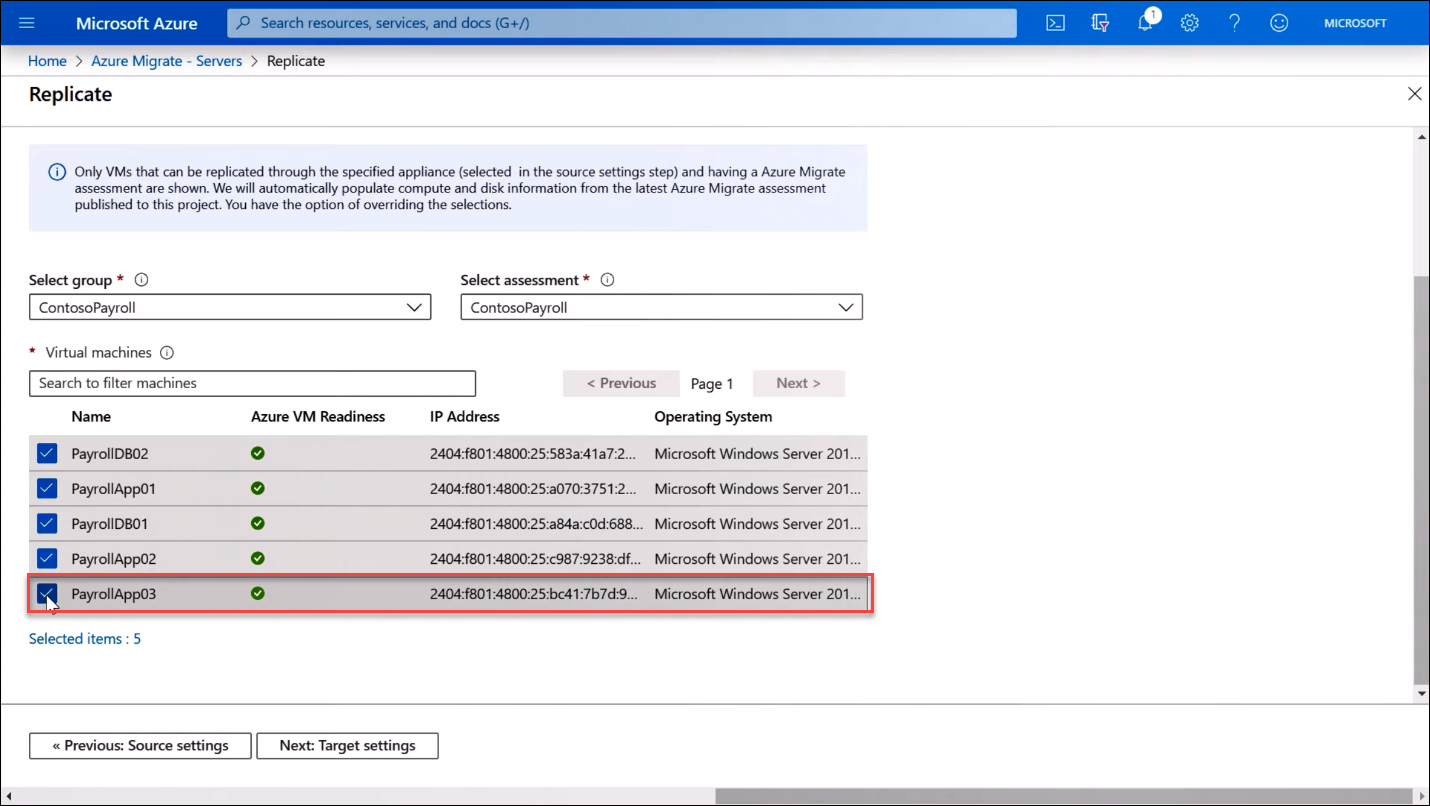 Microsoft Azure
Search resources, services, and docs (G+/)
1
MICROSOFT
Home > Azure Migrate - Servers > Replicate
Replicate
Only VMs that can be replicated through the specified appliance (selected in the source settings step) and having a Azure Migrate
assessment are shown. We will automatically populate compute and disk information from the latest Azure Migrate assessment
published to this project. You have the option of overriding the selections.
Select group * Select assessment *
ContosoPayroll ContosoPayroll
* Virtual machines
Search to filter machines < Previous Page 1 Next >
Name Azure VM Readiness IP Address Operating System
PayrollDB02 2404:f801:4800:25:583a:41a7:2... Microsoft Windows Server 201...
PayrollApp01 2404:f801:4800:25:a070:3751:2... Microsoft Windows Server 201...
PayrollDB01 2404:f801:4800:25:a84a:c0d:688... Microsoft Windows Server 201...
PayrollApp02 2404:f801:4800:25:c987:9238:df... Microsoft Windows Server 201...
PayrollApp03 2404:f801:4800:25:bc41:7b7d:9... Microsoft Windows Server 201...
Selected items : 5
« Previous: Source settings Next: Target settings